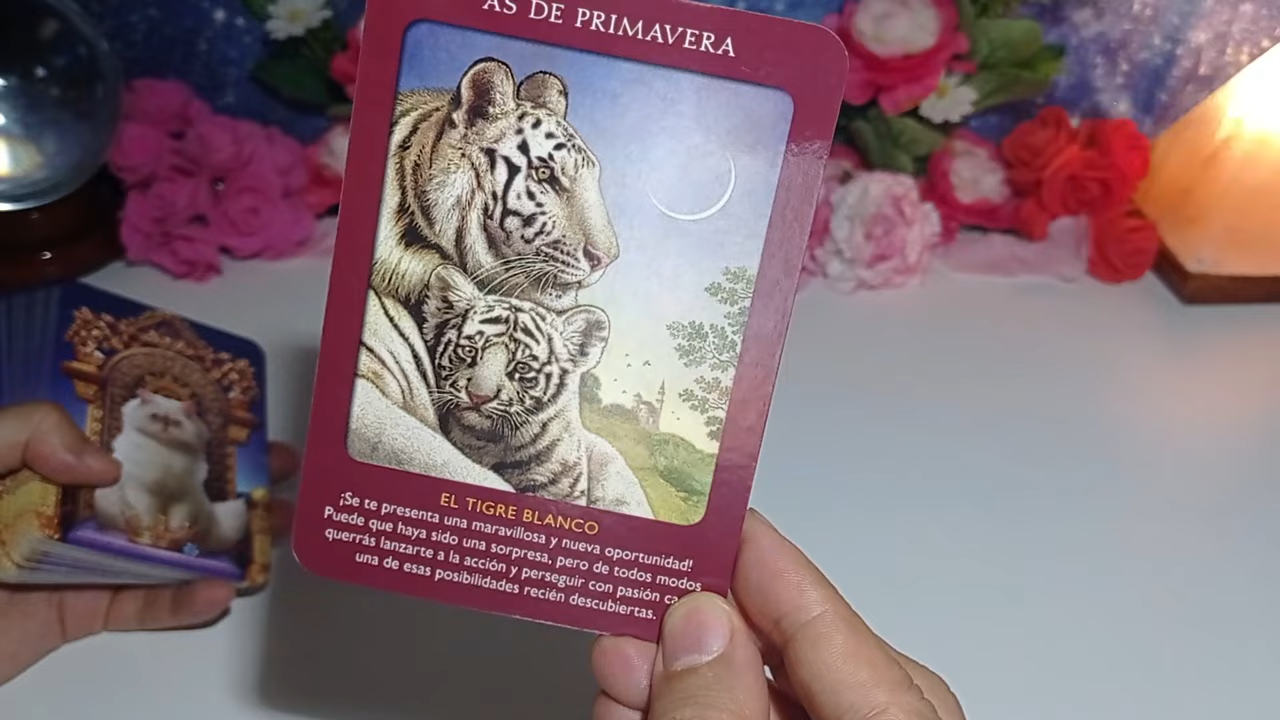 AS DE PRIMAVERA
EL TIGRE BLANCO
¡Se te presenta una maravillosa y nueva oportunidad!
Puede que haya sido una sorpresa, pero de todos modos
querrás lanzarte a la acción y perseguir con pasión
una de esas posibilidades recién descubiertas.